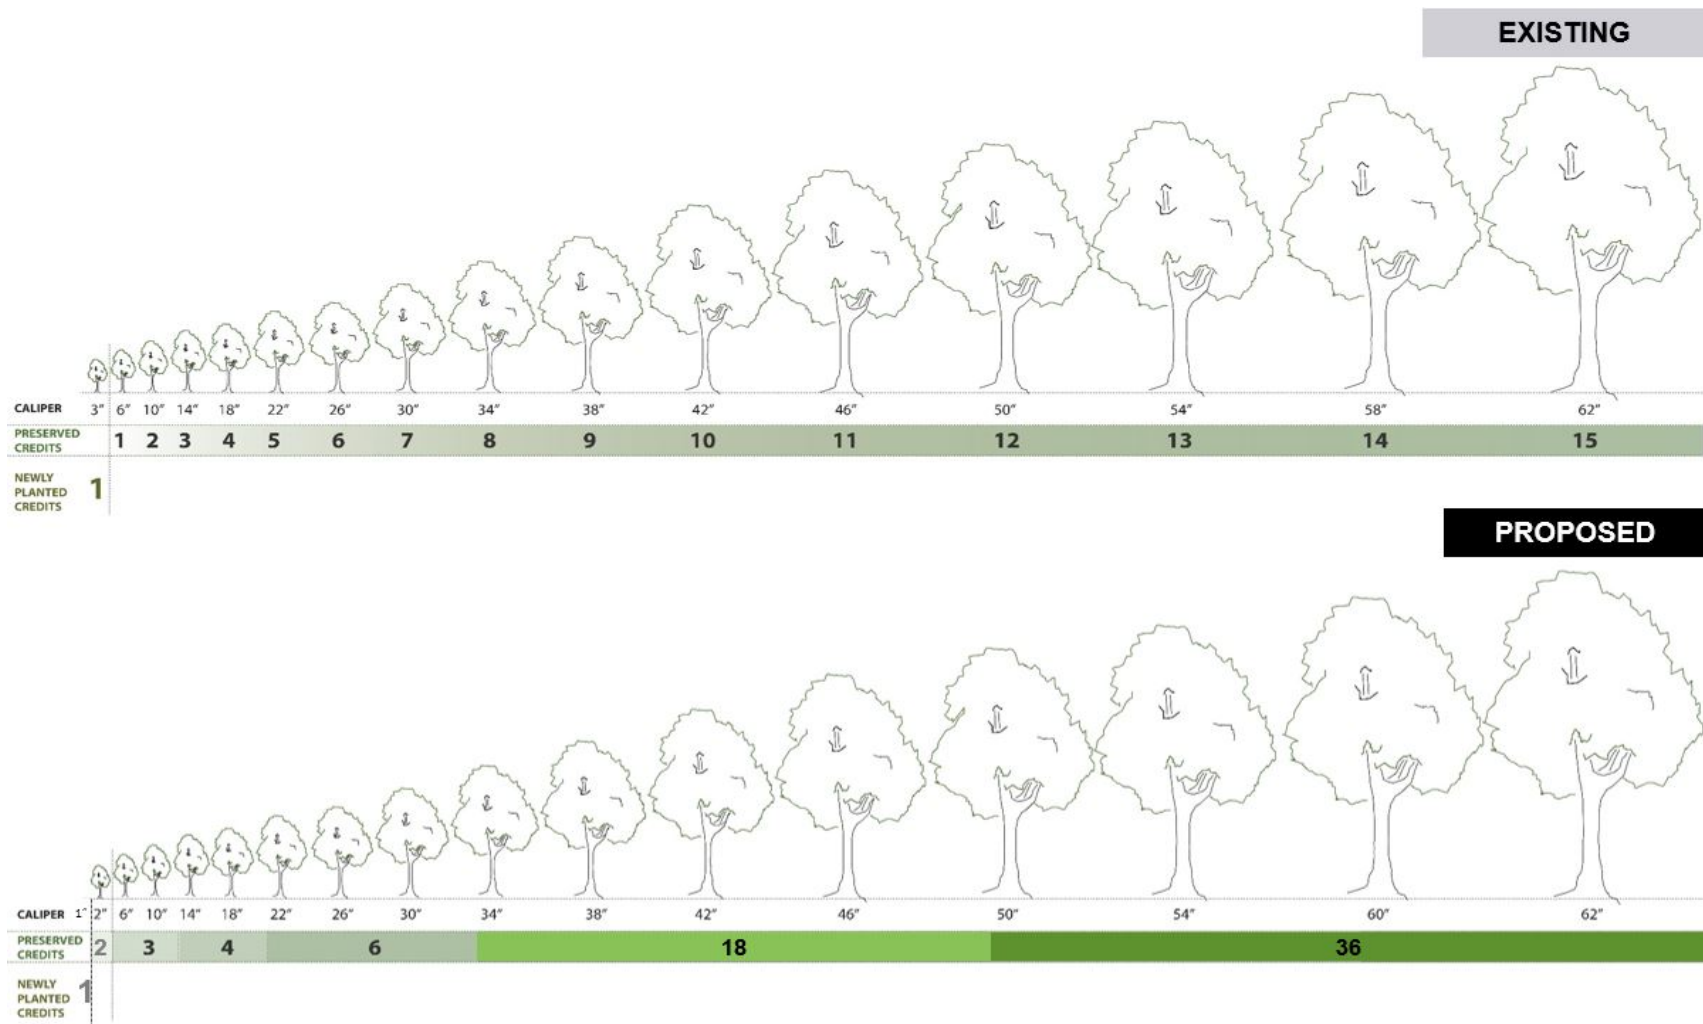 EXISTING
CALIPER 3" 6" 10" 14" 18" 22" 26" 30" 34" 38" 42" 46" 50" 54" 58" 62"
PRESERVED
CREDITS
1 2 3 4 5 6 7 8 9 10 11 12 13 14 15
NEWLY
PLANTED
CREDITS
1
PROPOSED
CALIPER 1" 2" 6" 10" 14" 18" 22" 26" 30" 34" 38" 42" 46" 50" 54" 60" 62"
PRESERVED
CREDITS
2 3 4 6 18 36
NEWLY
PLANTED
CREDITS
1